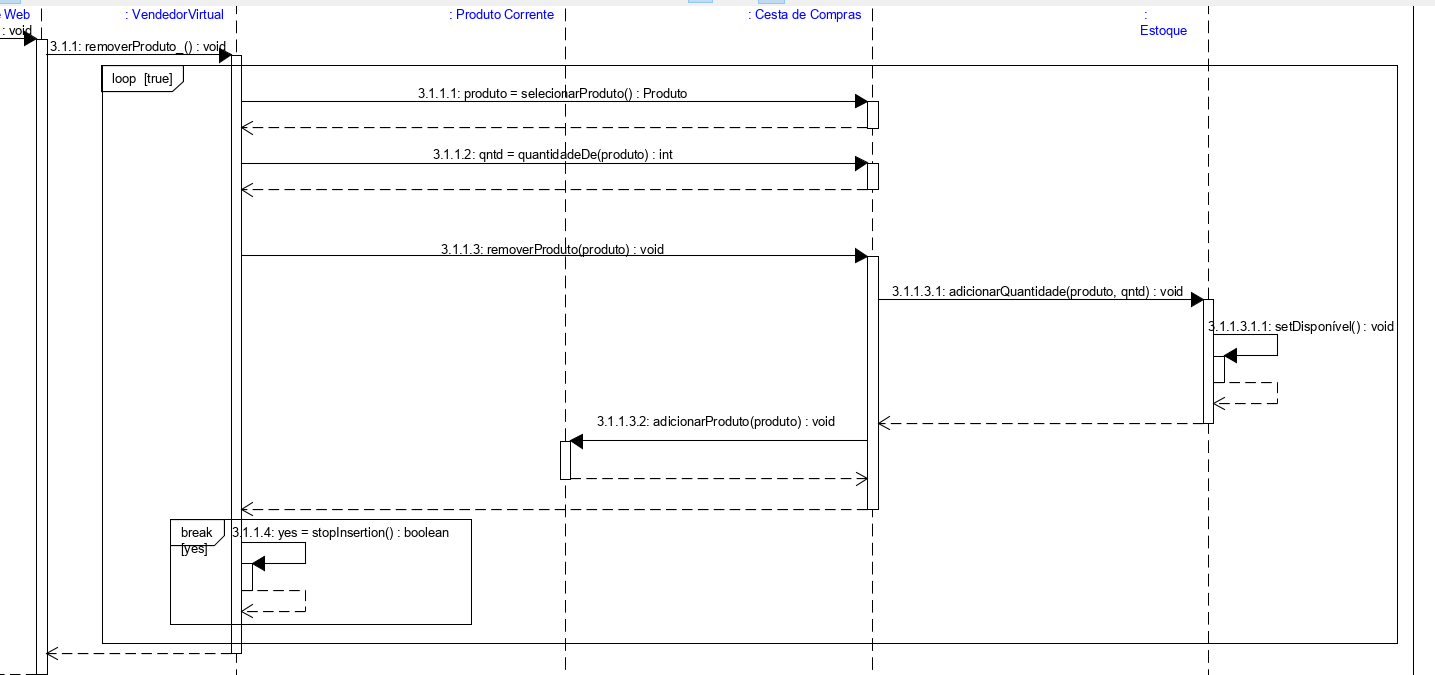 e Web
: VendedorVirtual
: Produto Corrente
: Cesta de Compras
:
Estoque
: void
3.1.1: removerProduto_() : void
loop [true]
3.1.1.1: produto = selecionarProduto() : Produto
3.1.1.2: qntd = quantidadeDe(produto) : int
3.1.1.3: removerProduto(produto) : void
3.1.1.3.1: adicionarQuantidade(produto, qntd) : void
3.1.1.3.1.1: setDisponível() : void
3.1.1.3.2: adicionarProduto(produto) : void
break
3.1.1.4: yes = stopInsertion() : boolean
[yes]